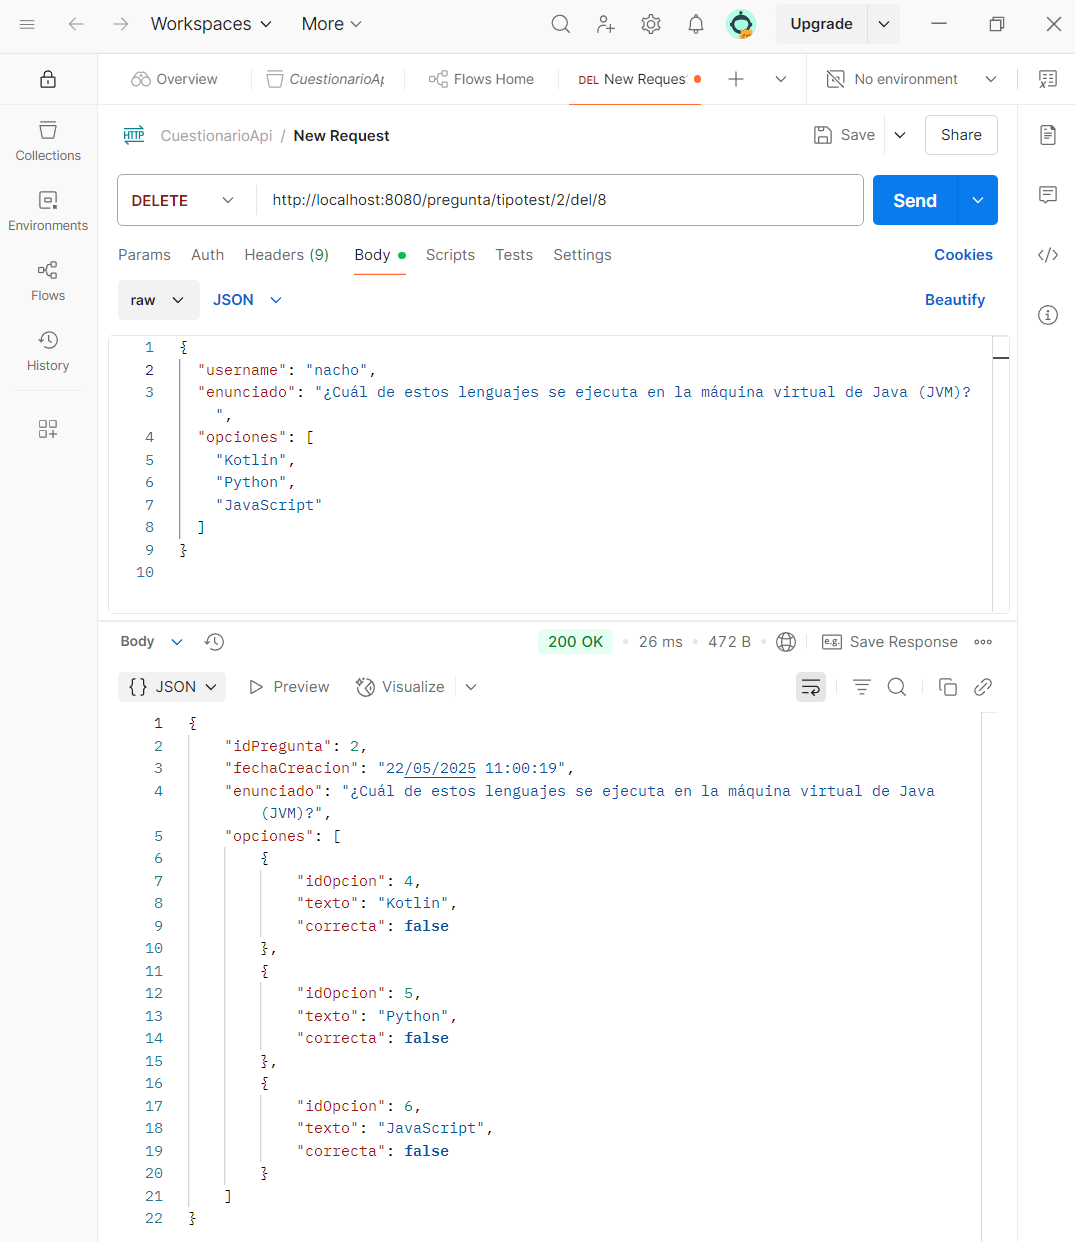 Workspaces More Upgrade
Overview CuestionarioAp Flows Home DEL New Reques No environment
HTTP CuestionarioApi / New Request Save Share
Collections
Environments
Flows
History
DELETE http://localhost:8080/pregunta/tipotest/2/del/8 Send
Params Auth Headers (9) Body Scripts Tests Settings Cookies
raw JSON Beautify
1 {
2 "username": "nacho",
3 "enunciado": "¿Cuál de estos lenguajes se ejecuta en la máquina virtual de Java (JVM)?
",
4 "opciones": [
5 "Kotlin",
6 "Python",
7 "JavaScript"
8 ]
9 }
10
Body 200 OK 26 ms 472 B e.g. Save Response
{} JSON Preview Visualize
1 {
2 "idPregunta": 2,
3 "fechaCreacion": "22/05/2025 11:00:19",
4 "enunciado": "¿Cuál de estos lenguajes se ejecuta en la máquina virtual de Java
(JVM)?",
5 "opciones": [
6 {
7 "idOpcion": 4,
8 "texto": "Kotlin",
9 "correcta": false
10 },
11 {
12 "idOpcion": 5,
13 "texto": "Python",
14 "correcta": false
15 },
16 {
17 "idOpcion": 6,
18 "texto": "JavaScript",
19 "correcta": false
20 }
21 ]
22 }